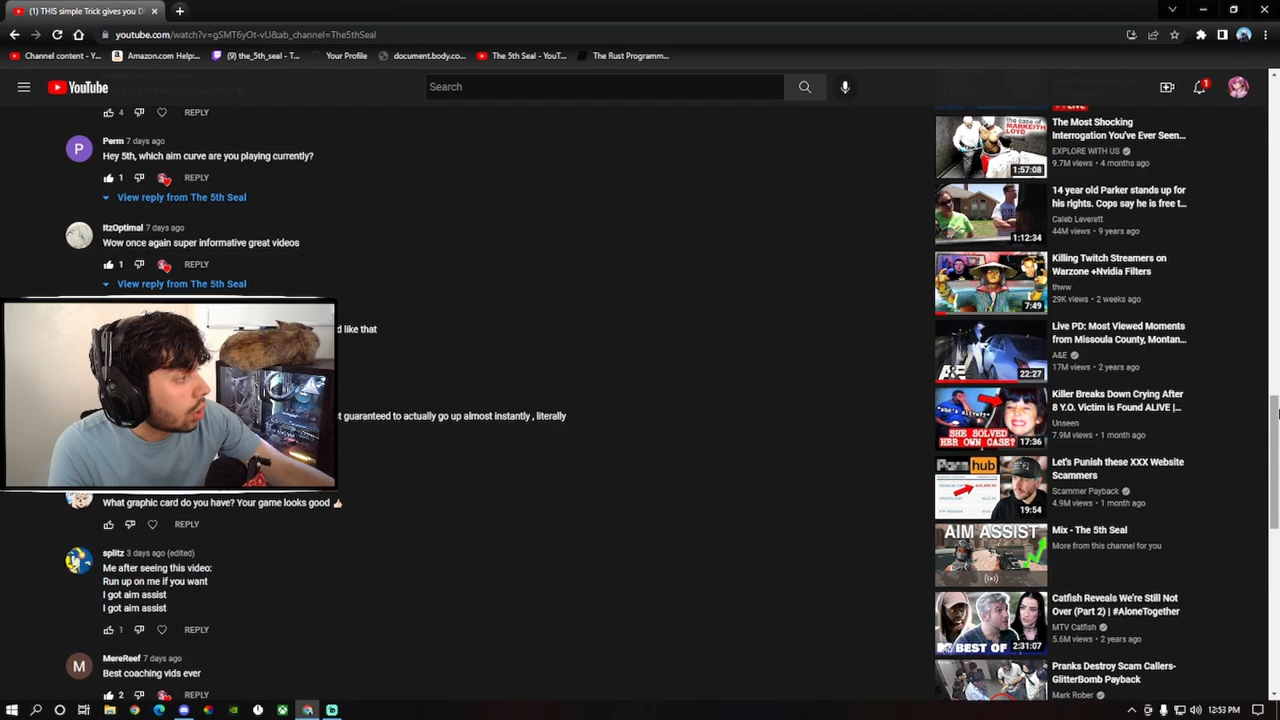 (1) THIS simple Trick gives you D
youtube.com/watch?v=gSMT6yOt-vU&ab_channel=The5thSeal
Channel content - Y...
Amazon.com Help:...
(9) the_5th_seal - T...
Your Profile
document.body.co...
The 5th Seal - YouT...
The Rust Programm...
YouTube
Search
1
4
REPLY
P
Perm 7 days ago
Hey 5th, which aim curve are you playing currently?
1
REPLY
View reply from The 5th Seal
ItzOptimal 7 days ago
Wow once again super informative great videos
1
REPLY
View reply from The 5th Seal
d like that
t guaranteed to actually go up almost instantly , literally
What graphic card do you have? Your game looks good
REPLY
splitz 3 days ago (edited)
Me after seeing this video:
Run up on me if you want
I got aim assist
I got aim assist
1
REPLY
M
MereReef 7 days ago
Best coaching vids ever
2
REPLY
LIVE
the case of
MARKEITH
LOYD
1:57:08
The Most Shocking
Interrogation You've Ever Seen...
EXPLORE WITH US
9.7M views • 4 months ago
1:12:34
14 year old Parker stands up for
his rights. Cops say he is free t...
Caleb Leverett
44M views • 9 years ago
7:49
Killing Twitch Streamers on
Warzone +Nvidia Filters
thww
29K views • 2 weeks ago
A&E
22:27
Live PD: Most Viewed Moments
from Missoula County, Montan...
A&E
17M views • 2 years ago
"she's alive?"
SHE SOLVED
HER OWN CASE?
17:36
Killer Breaks Down Crying After
8 Y.O. Victim is Found ALIVE |...
Unseen
7.9M views • 1 month ago
hub
19:54
Let's Punish these XXX Website
Scammers
Scammer Payback
4.9M views • 1 month ago
AIM ASSIST
Mix - The 5th Seal
More from this channel for you
BEST OF
2:31:07
Catfish Reveals We're Still Not
Over (Part 2) | #AloneTogether
MTV Catfish
5.6M views • 2 years ago
Pranks Destroy Scam Callers-
GlitterBomb Payback
Mark Rober
12:53 PM